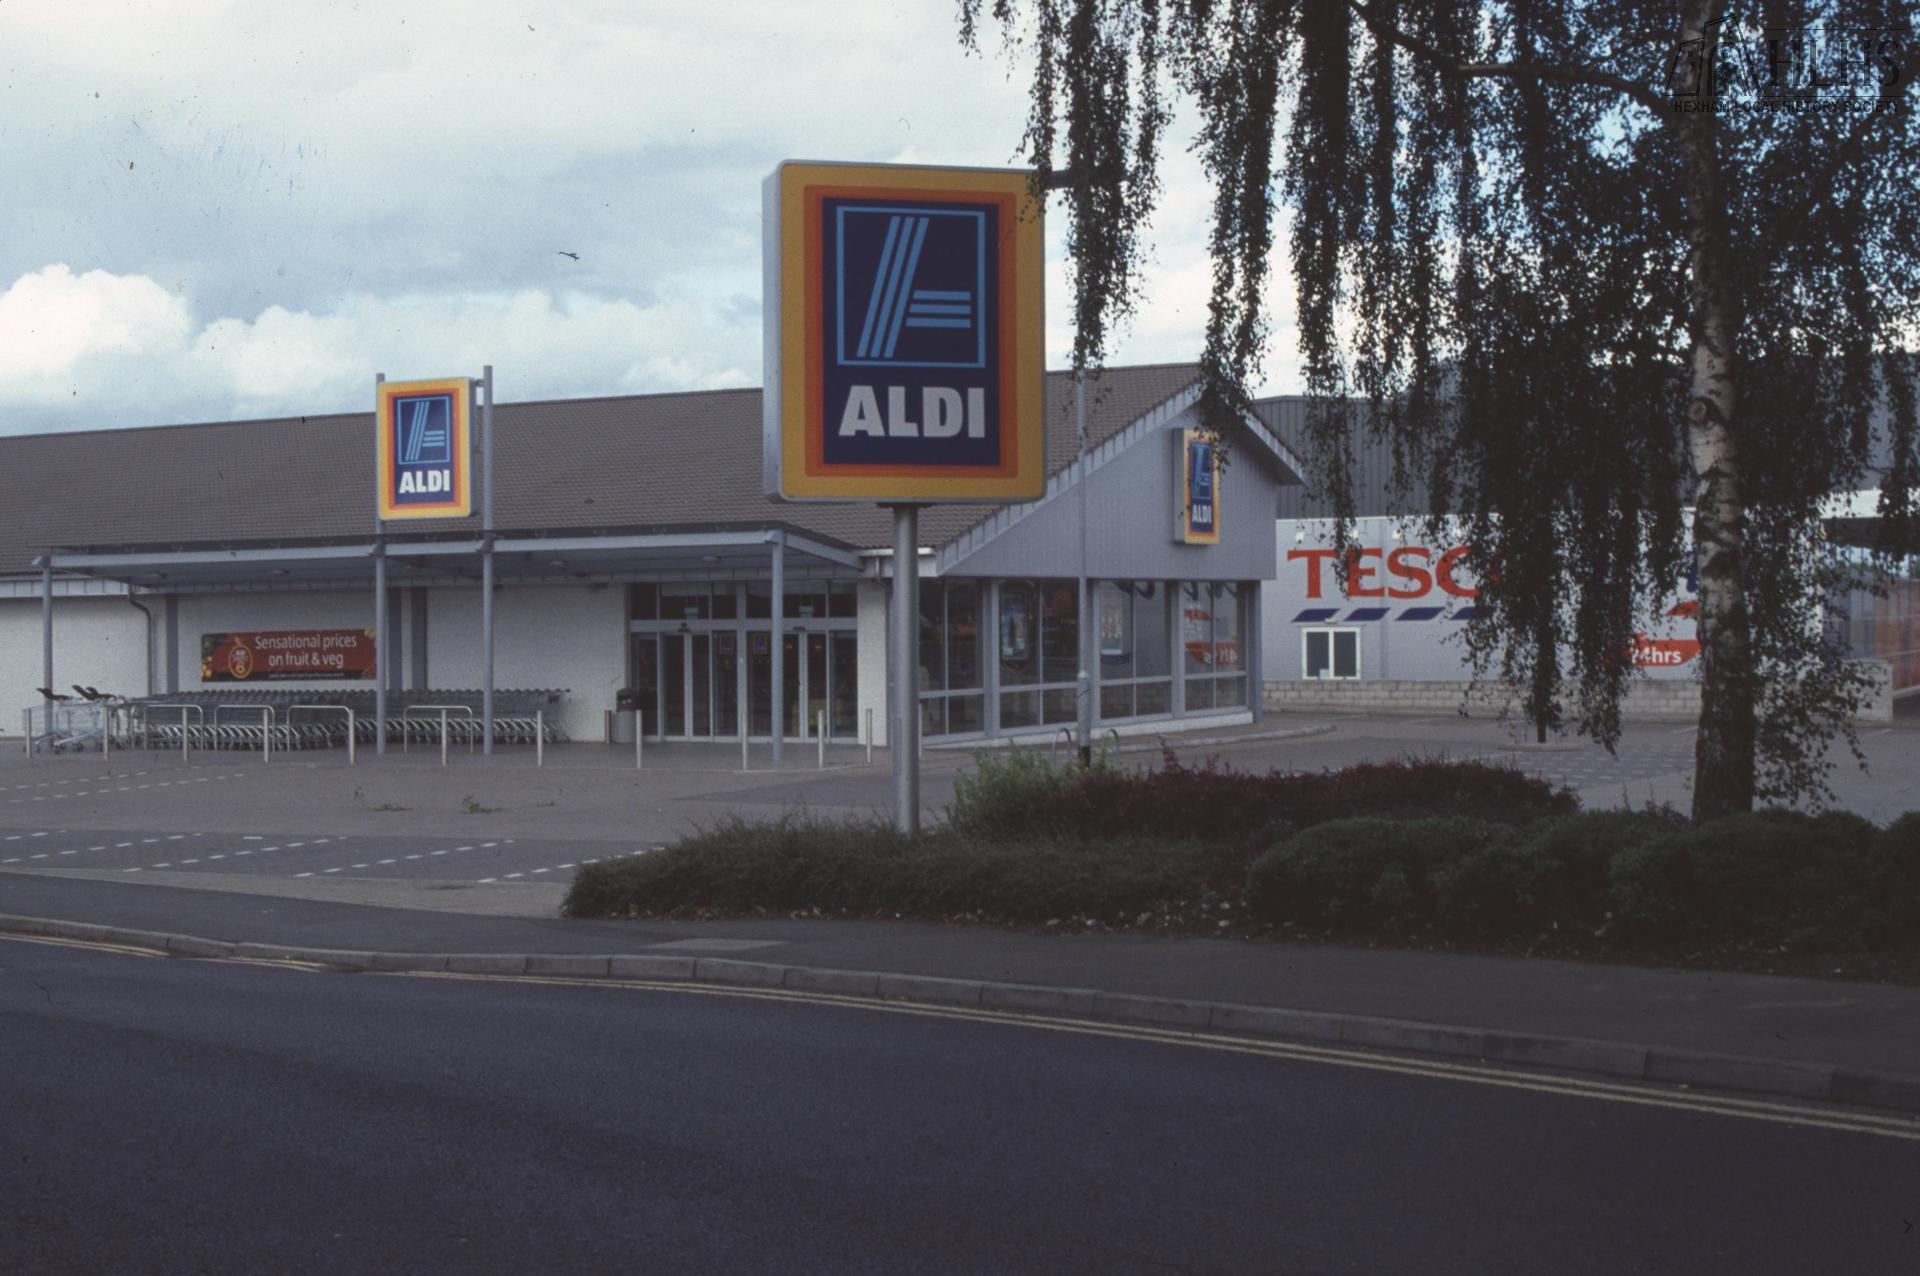 HLHS
HEXHAM LOCAL HISTORY SOCIETY
ALDI
ALDI
ALDI
TESC
24hrs
Sensational prices
on fruit & veg